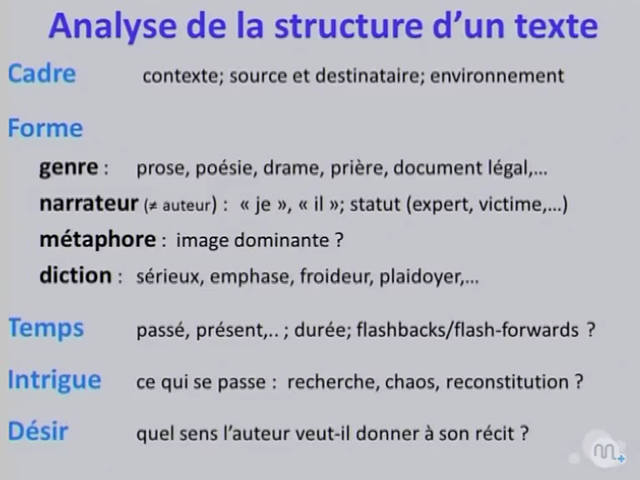 Analyse de la structure d’un texte
Cadre contexte; source et destinataire; environnement
Forme
genre : prose, poésie, drame, prière, document légal,...
narrateur (≠ auteur) : « je », « il »; statut (expert, victime,...)
métaphore : image dominante ?
diction : sérieux, emphase, froideur, plaidoyer,...
Temps passé, présent,.. ; durée; flashbacks/flash-forwards ?
Intrigue ce qui se passe : recherche, chaos, reconstitution ?
Désir quel sens l’auteur veut-il donner à son récit ?